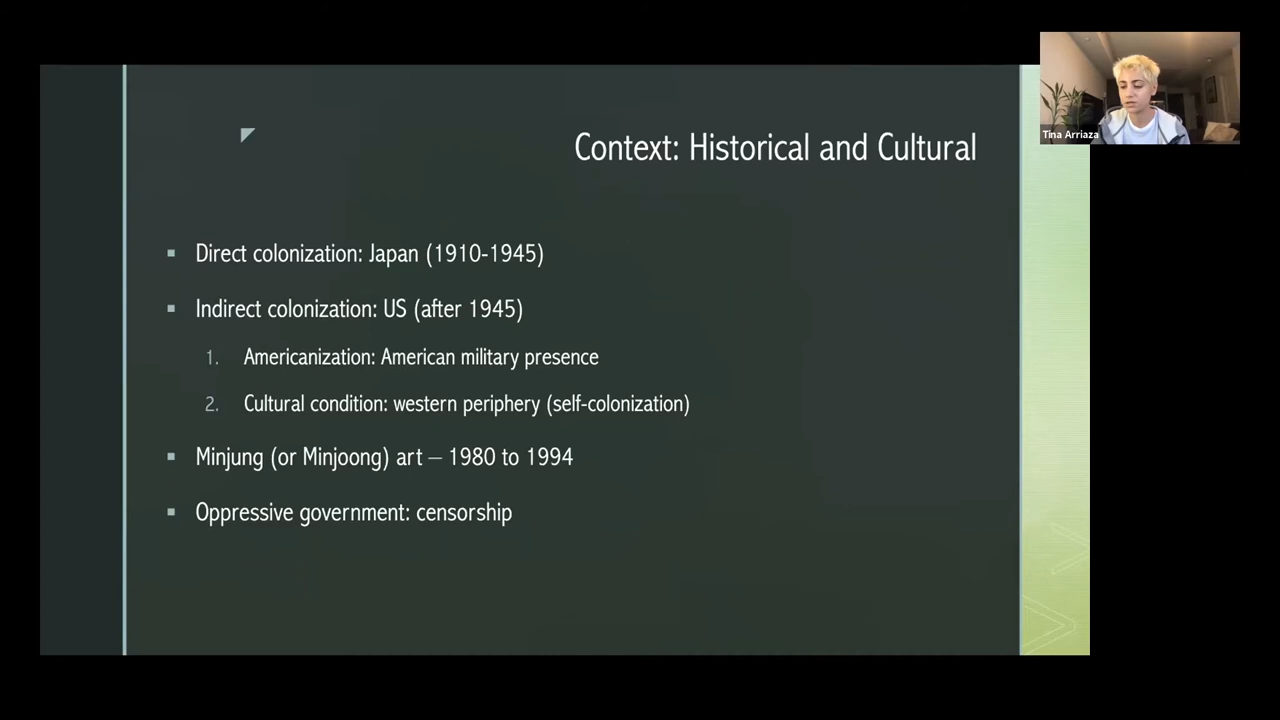 Context: Historical and Cultural
Direct colonization: Japan (1910-1945)
Indirect colonization: US (after 1945)
1. Americanization: American military presence
2. Cultural condition: western periphery (self-colonization)
Minjung (or Minjoong) art – 1980 to 1994
Oppressive government: censorship
Tina Arriaza